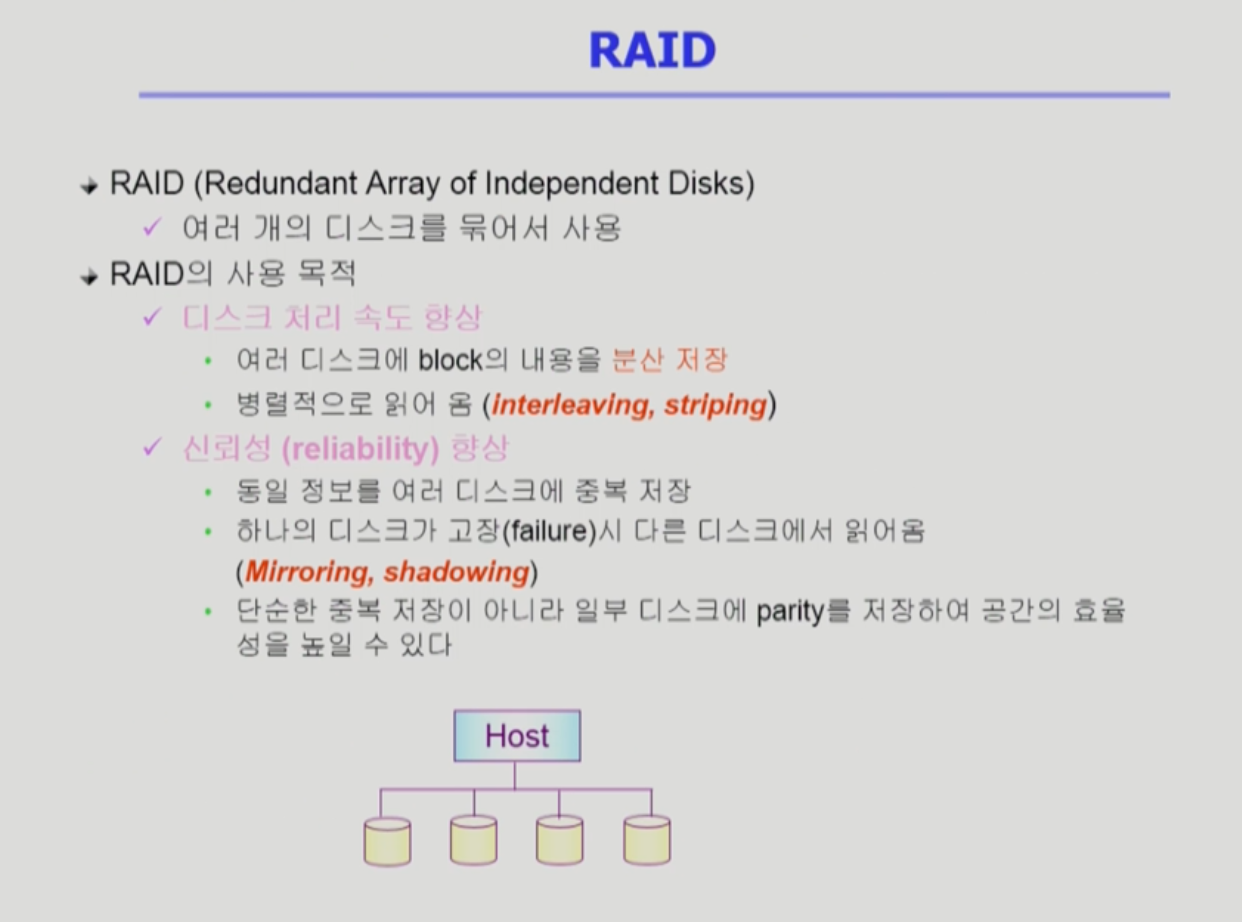 RAID
RAID (Redundant Array of Independent Disks)
여러 개의 디스크를 묶어서 사용
RAID의 사용 목적
디스크 처리 속도 향상
여러 디스크에 block의 내용을 분산 저장
병렬적으로 읽어 옴 (interleaving, striping)
신뢰성 (reliability) 향상
동일 정보를 여러 디스크에 중복 저장
하나의 디스크가 고장(failure)시 다른 디스크에서 읽어옴
(Mirroring, shadowing)
단순한 중복 저장이 아니라 일부 디스크에 parity를 저장하여 공간의 효율
성을 높일 수 있다
Host